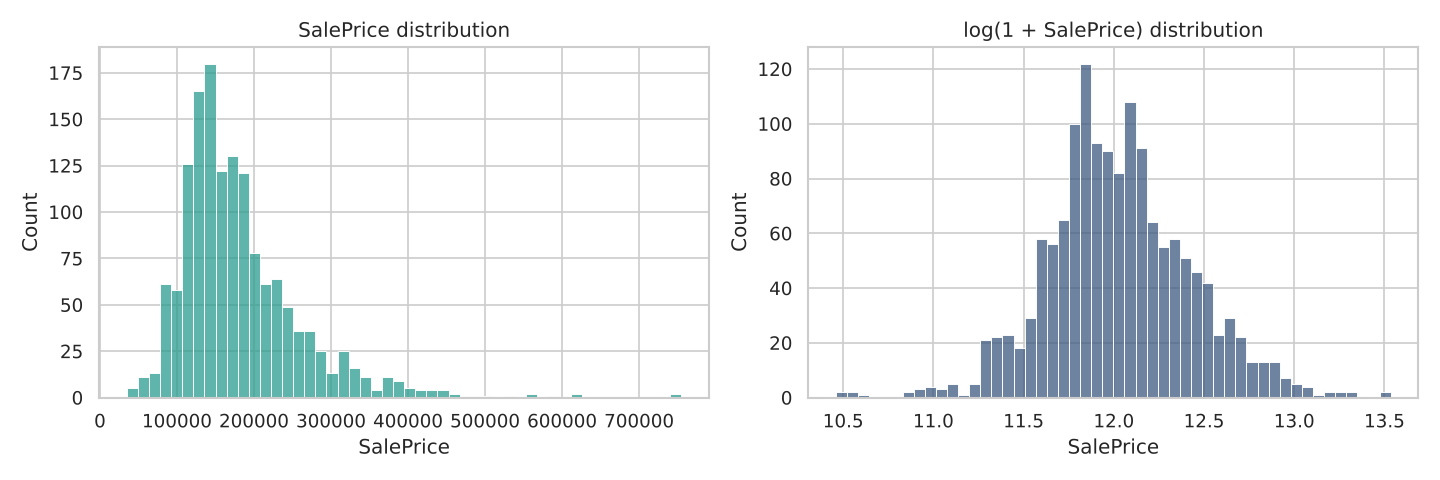 SalePrice distribution
Count
175
150
125
100
75
50
25
0
0 100000 200000 300000 400000 500000 600000 700000
SalePrice
log(1 + SalePrice) distribution
Count
120
100
80
60
40
20
0
10.5 11.0 11.5 12.0 12.5 13.0 13.5
SalePrice